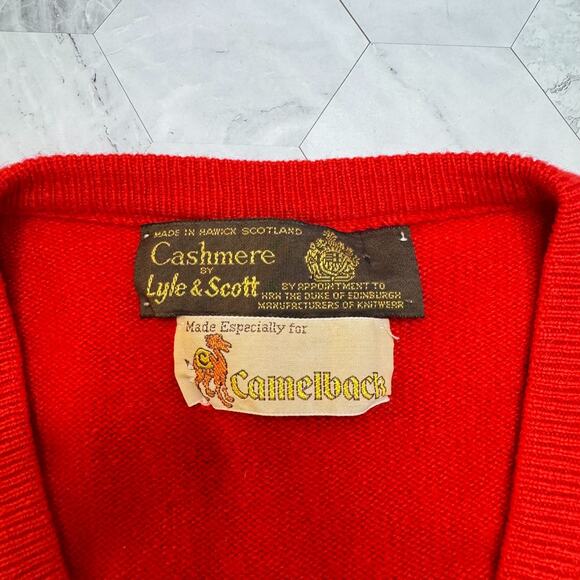 MADE IN HAWICK SCOTLAND
Cashmere
BY
Lyle & Scott
BY APPOINTMENT TO
HRH THE DUKE OF EDINBURGH
MANUFACTURERS OF KNITWEAR
Made Especially for
Camelback